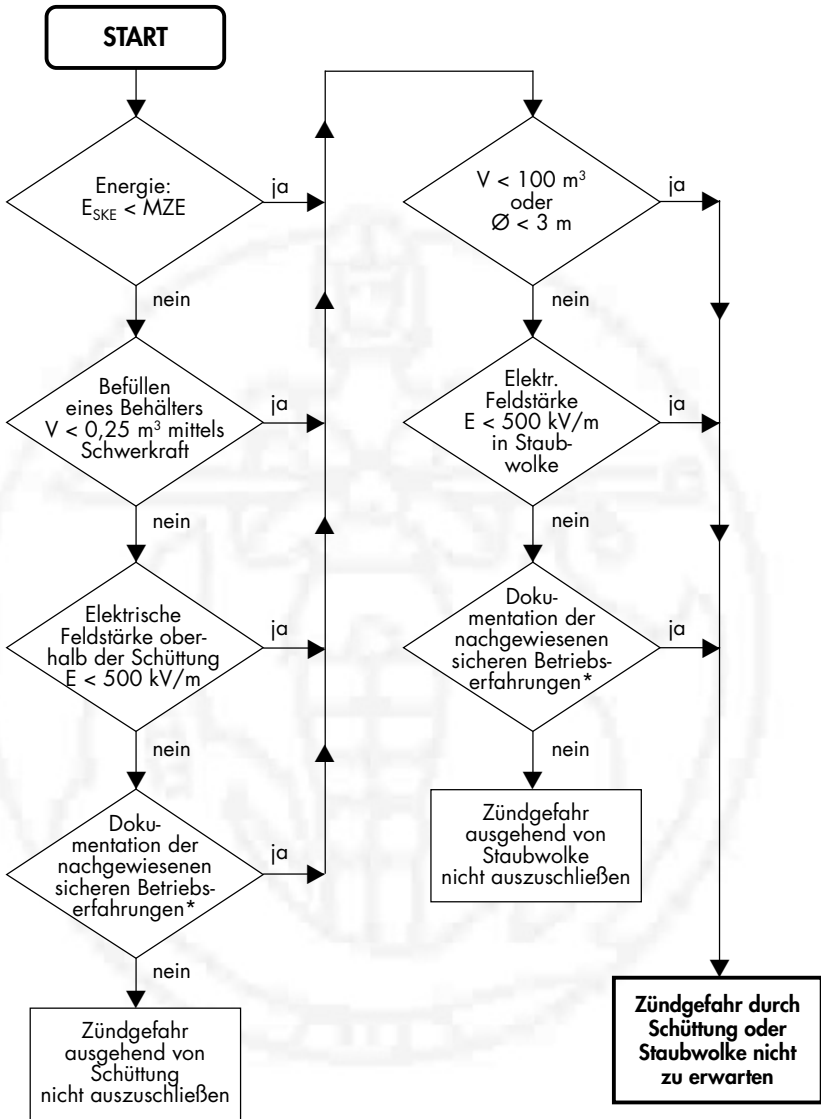 START
Energie:
E_SKE < MZE
ja
nein
Befüllen
eines Behälters
V < 0,25 m³ mittels
Schwerkraft
ja
nein
Elektrische
Feldstärke ober-
halb der Schüttung
E < 500 kV/m
ja
nein
Doku-
mentation der
nachgewiesenen
sicheren Betriebs-
erfahrungen*
ja
nein
Zündgefahr
ausgehend von
Schüttung
nicht auszuschließen
V < 100 m³
oder
Ø < 3 m
ja
nein
Elektr.
Feldstärke
E < 500 kV/m
in Staub-
wolke
ja
nein
Doku-
mentation der
nachgewiesenen
sicheren Betriebs-
erfahrungen*
ja
nein
Zündgefahr
ausgehend von
Staubwolke
nicht auszuschließen
Zündgefahr durch
Schüttung oder
Staubwolke nicht
zu erwarten